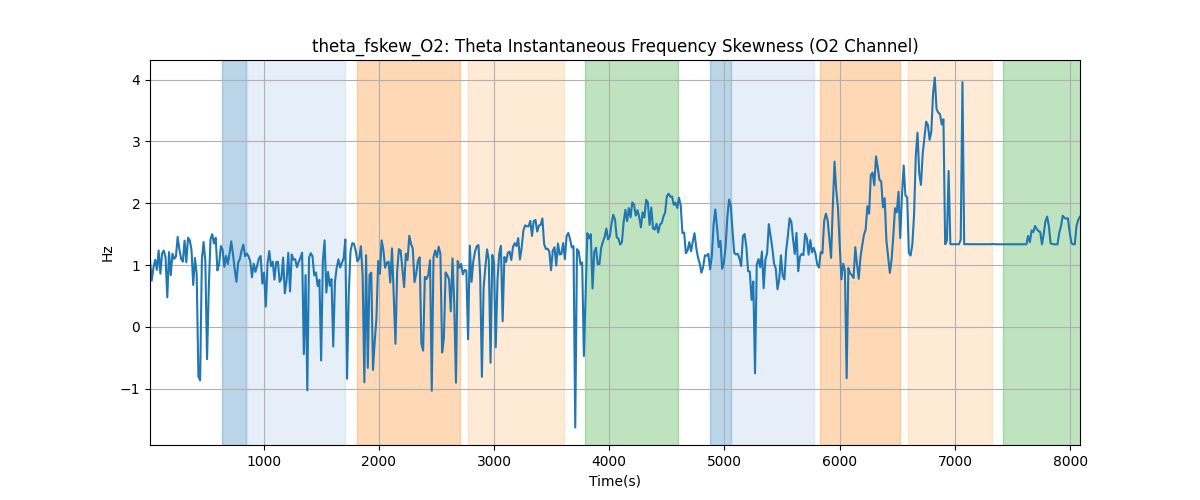 theta_fskew_O2: Theta Instantaneous Frequency Skewness (O2 Channel)
4
3
2
1
0
−1
Hz
1000 2000 3000 4000 5000 6000 7000 8000
Time(s)